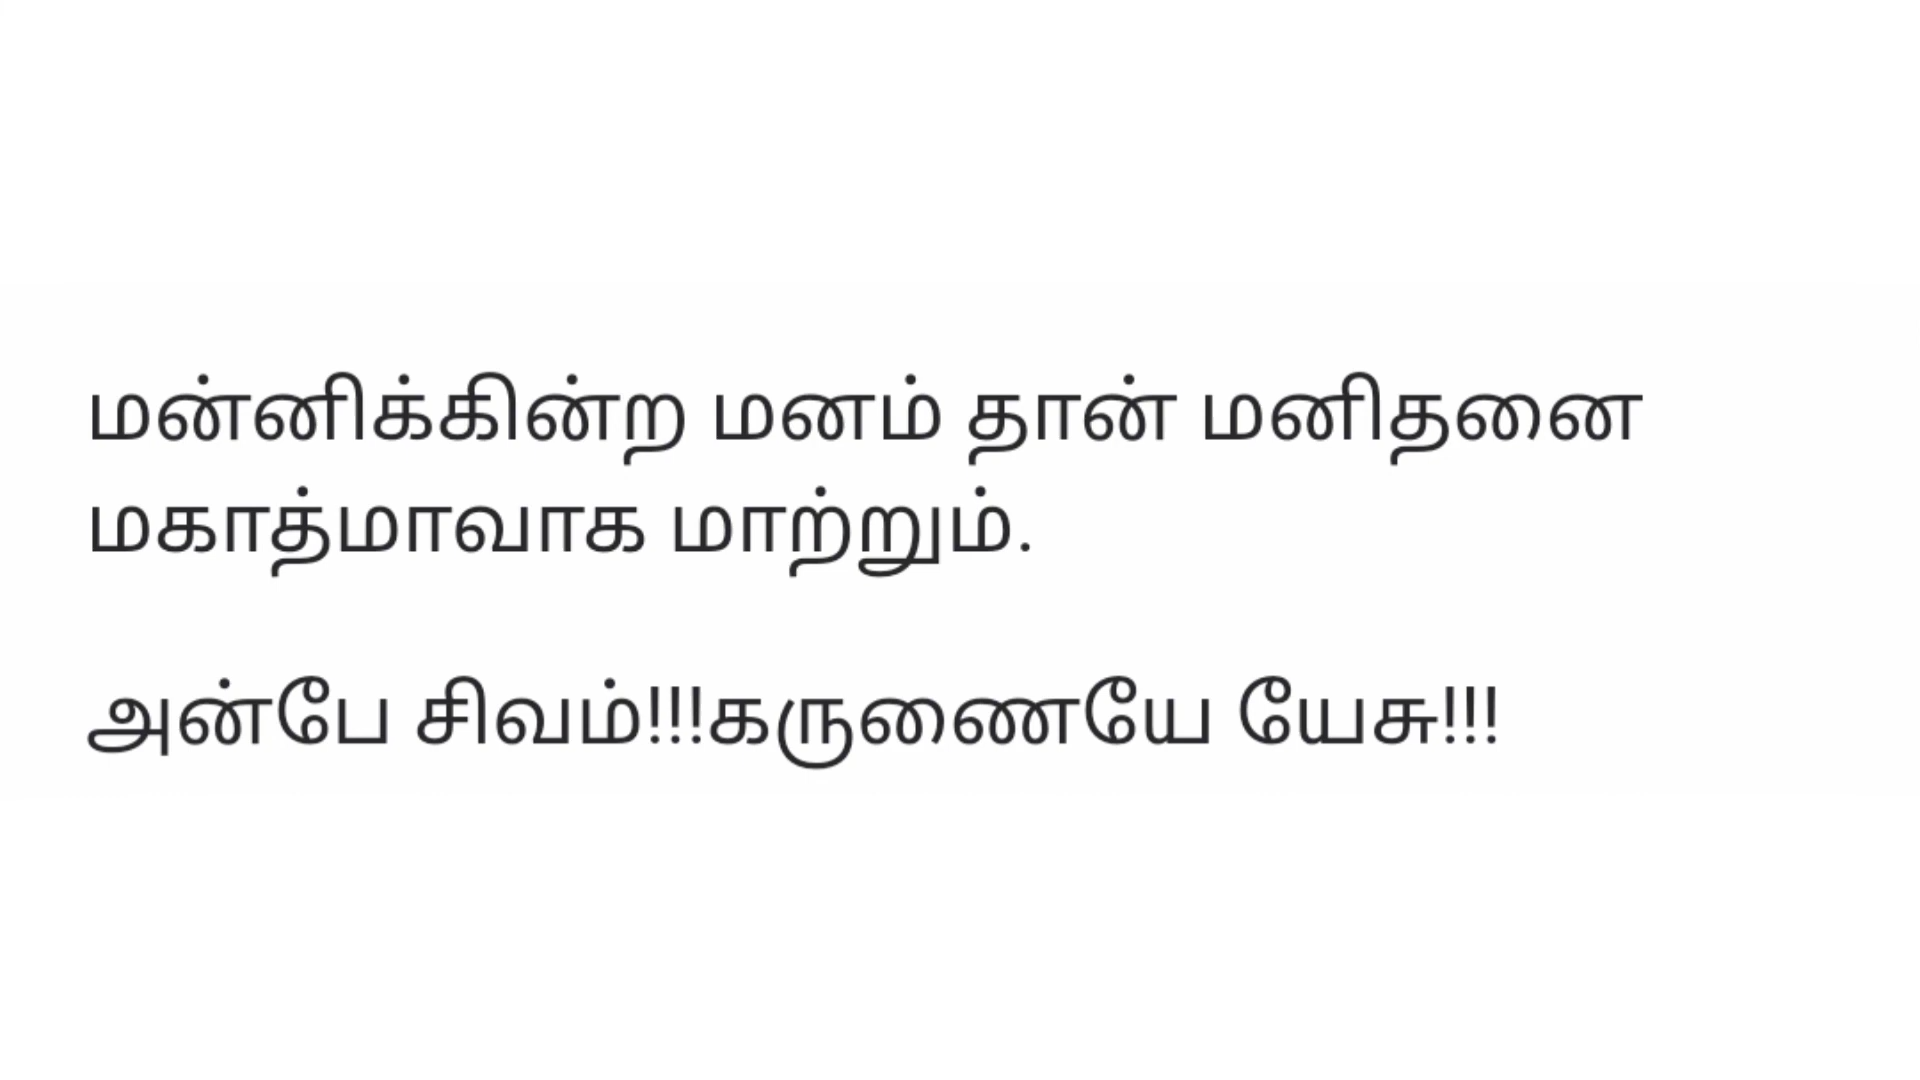 மன்னிக்கின்ற மனம் தான் மனிதனை
மகாத்மாவாக மாற்றும்.
அன்பே சிவம்!!!கருணையே யேசு!!!